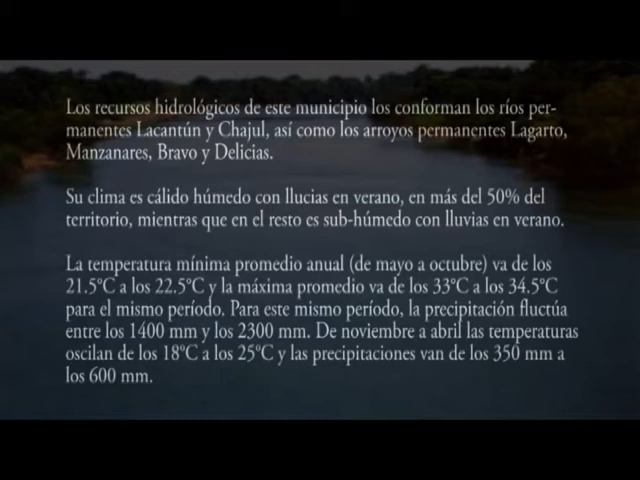 Los recursos hidrológicos de este municipio los conforman los ríos per-
manentes Lacantún y Chajul, así como los arroyos permanentes Lagarto,
Manzanares, Bravo y Delicias.
Su clima es cálido húmedo con llucias en verano, en más del 50% del
territorio, mientras que en el resto es sub-húmedo con lluvias en verano.
La temperatura mínima promedio anual (de mayo a octubre) va de los
21.5°C a los 22.5°C y la máxima promedio va de los 33°C a los 34.5°C
para el mismo período. Para este mismo período, la precipitación fluctúa
entre los 1400 mm y los 2300 mm. De noviembre a abril las temperaturas
oscilan de los 18°C a los 25°C y las precipitaciones van de los 350 mm a
los 600 mm.